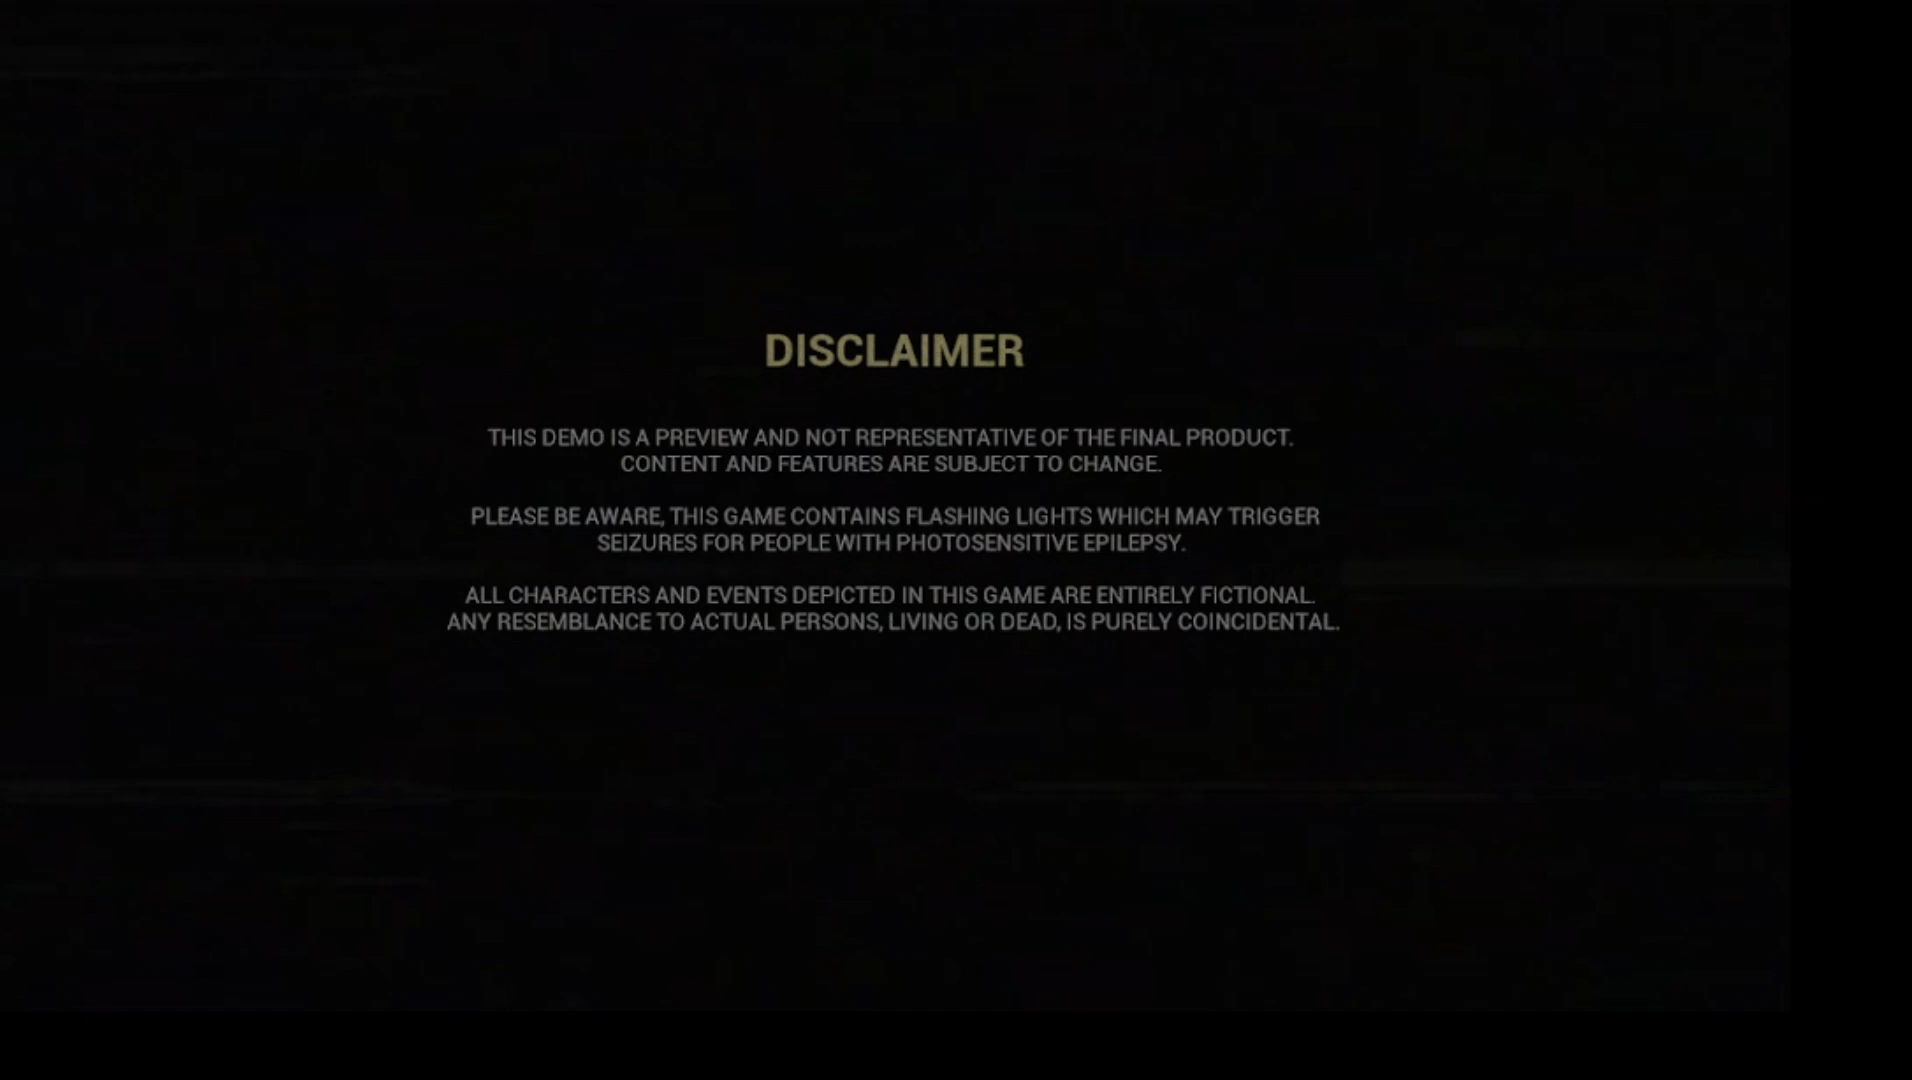 DISCLAIMER
THIS DEMO IS A PREVIEW AND NOT REPRESENTATIVE OF THE FINAL PRODUCT.
CONTENT AND FEATURES ARE SUBJECT TO CHANGE.
PLEASE BE AWARE, THIS GAME CONTAINS FLASHING LIGHTS WHICH MAY TRIGGER
SEIZURES FOR PEOPLE WITH PHOTOSENSITIVE EPILEPSY.
ALL CHARACTERS AND EVENTS DEPICTED IN THIS GAME ARE ENTIRELY FICTIONAL.
ANY RESEMBLANCE TO ACTUAL PERSONS, LIVING OR DEAD, IS PURELY COINCIDENTAL.